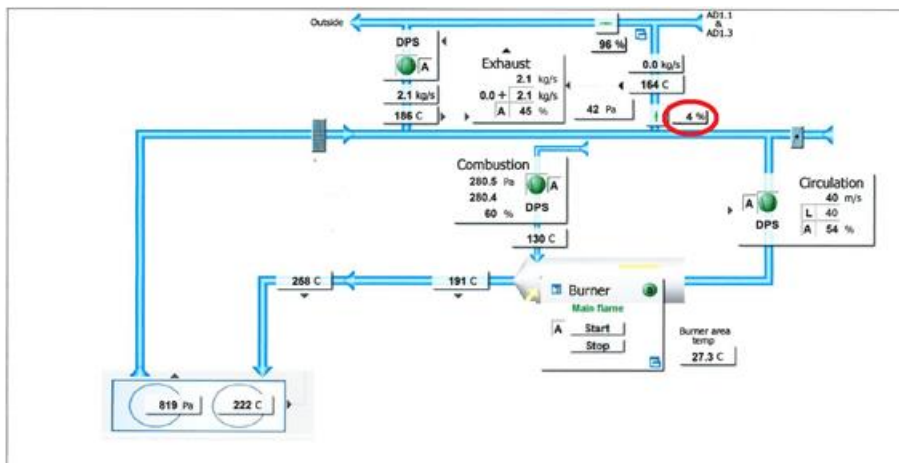 Outside
AD1.1
&
AD1.3
DPS
A
96 %
Exhaust
2.1 kg/s
0.0 + 2.1 kg/s
A 45 %
0.0 kg/s
164 C
2.1 kg/s
186 C
42 Pa
4 %
Combustion
280.5 Pa
280.4
60 %
A
DPS
130 C
Circulation
40 m/s
L 40
A 54 %
A
DPS
268 C
191 C
Burner
Main flame
A Start
Stop
Burner area
temp
27.3 C
819 Pa
222 C